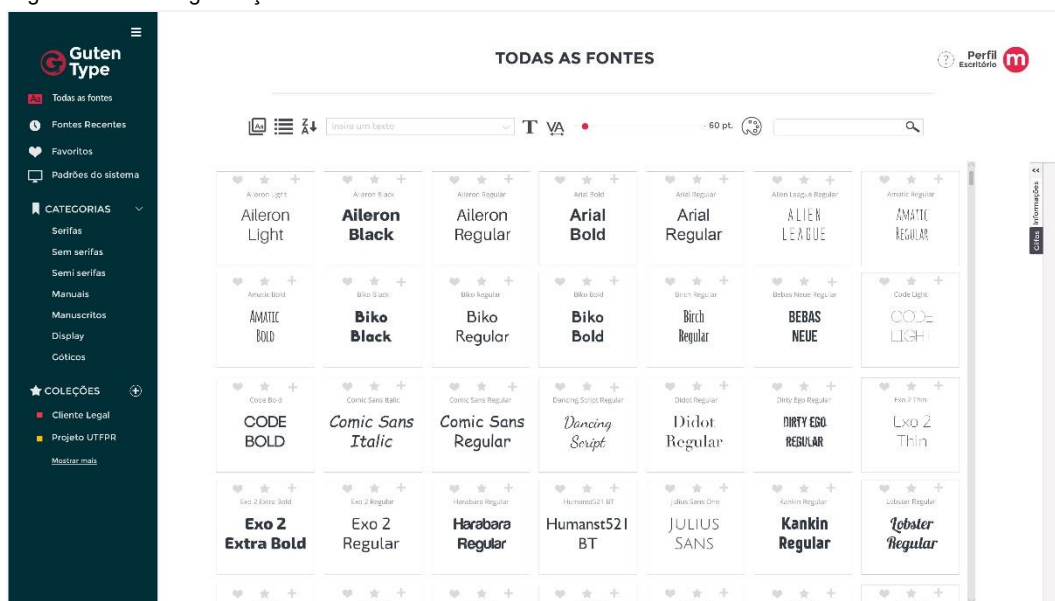 Guten
Type
TODAS AS FONTES
?
Perfil
Escritório
m
Aa Todas as fontes
Fontes Recentes
Favoritos
Padrões do sistema
CATEGORIAS
Serifas
Sem serifas
Semi serifas
Manuais
Manuscritos
Display
Góticos
COLEÇÕES
Cliente Legal
Projeto UTFPR
Mostrar mais
Insira um texto
T VA
60 pt.
Informações
Glifos
Aileron Light
Aileron Black
Aileron Regular
Arial Bold
Arial Regular
Alien League Regular
Amatic Regular
Aileron
Light
Aileron
Black
Aileron
Regular
Arial
Bold
Arial
Regular
ALIEN
LEAGUE
AMATIC
REGULAR
Amatic Bold
Biko Black
Biko Regular
Biko Bold
Birch Regular
Bebas Neue Regular
Code Light
AMATIC
BOLD
Biko
Black
Biko
Regular
Biko
Bold
Birch
Regular
BEBAS
NEUE
CODE
LIGHT
Code Bold
Comic Sans Italic
Comic Sans Regular
Dancing Script Regular
Didot Regular
Dirty Ego Regular
Exo 2 Thin
CODE
BOLD
Comic Sans
Italic
Comic Sans
Regular
Dancing
Script
Didot
Regular
DIRTY EGO
REGULAR
Exo 2
Thin
Exo 2 Extra Bold
Exo 2 Regular
Harabara Regular
Humanst521 BT
Julius Sans One
Kankin Regular
Lobster Regular
Exo 2
Extra Bold
Exo 2
Regular
Harabara
Regular
Humanst521
BT
JULIUS
SANS
Kankin
Regular
Lobster
Regular